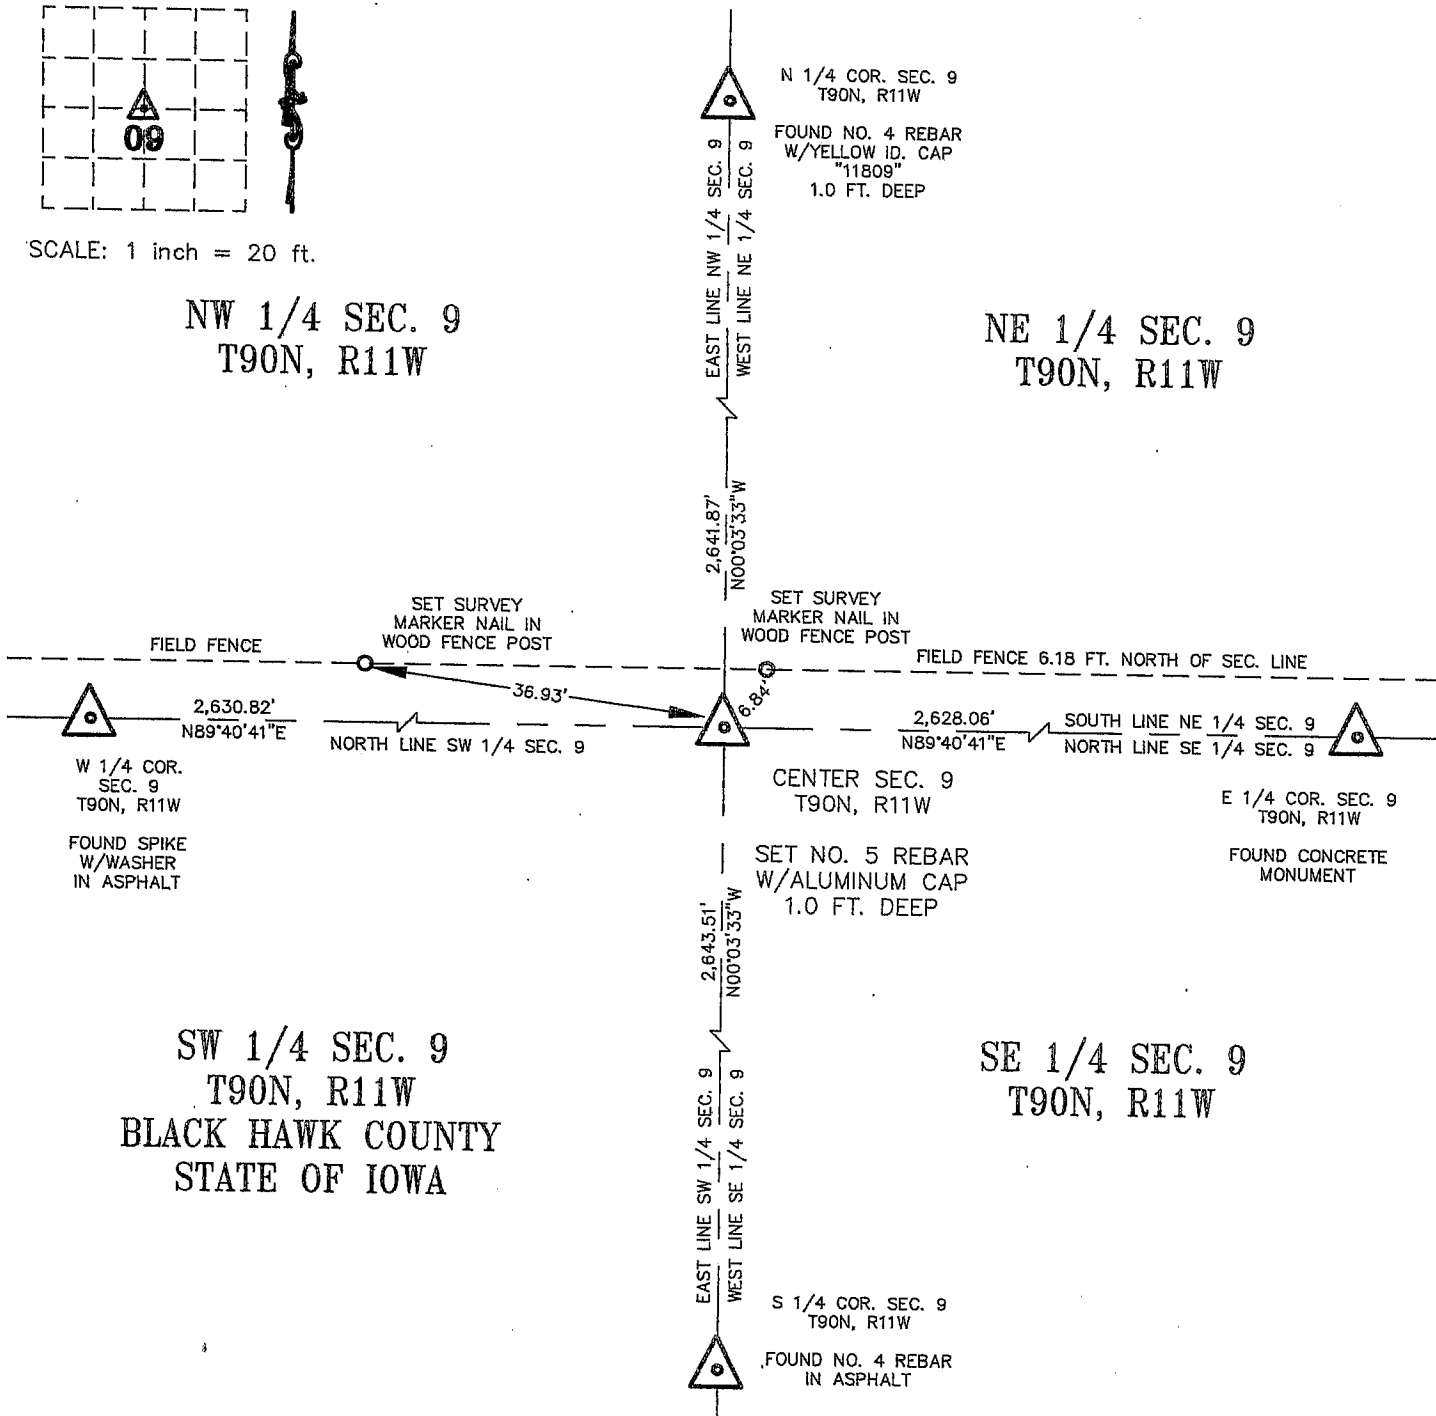 09
SCALE: 1 inch = 20 ft.
N 1/4 COR. SEC. 9
T90N, R11W
FOUND NO. 4 REBAR
W/YELLOW ID. CAP
"11809"
1.0 FT. DEEP
EAST LINE NW 1/4 SEC. 9
WEST LINE NE 1/4 SEC. 9
NW 1/4 SEC. 9
T90N, R11W
NE 1/4 SEC. 9
T90N, R11W
2,641.87'
N00°03'33"W
SET SURVEY
MARKER NAIL IN
WOOD FENCE POST
SET SURVEY
MARKER NAIL IN
WOOD FENCE POST
FIELD FENCE
FIELD FENCE 6.18 FT. NORTH OF SEC. LINE
36.93'
6.84'
2,630.82'
N89°40'41"E
NORTH LINE SW 1/4 SEC. 9
2,628.06'
N89°40'41"E
SOUTH LINE NE 1/4 SEC. 9
NORTH LINE SE 1/4 SEC. 9
W 1/4 COR.
SEC. 9
T90N, R11W
FOUND SPIKE
W/WASHER
IN ASPHALT
CENTER SEC. 9
T90N, R11W
SET NO. 5 REBAR
W/ALUMINUM CAP
1.0 FT. DEEP
E 1/4 COR. SEC. 9
T90N, R11W
FOUND CONCRETE
MONUMENT
2,643.51'
N00°03'33"W
SW 1/4 SEC. 9
T90N, R11W
BLACK HAWK COUNTY
STATE OF IOWA
SE 1/4 SEC. 9
T90N, R11W
EAST LINE SW 1/4 SEC. 9
WEST LINE SE 1/4 SEC. 9
S 1/4 COR. SEC. 9
T90N, R11W
FOUND NO. 4 REBAR
IN ASPHALT